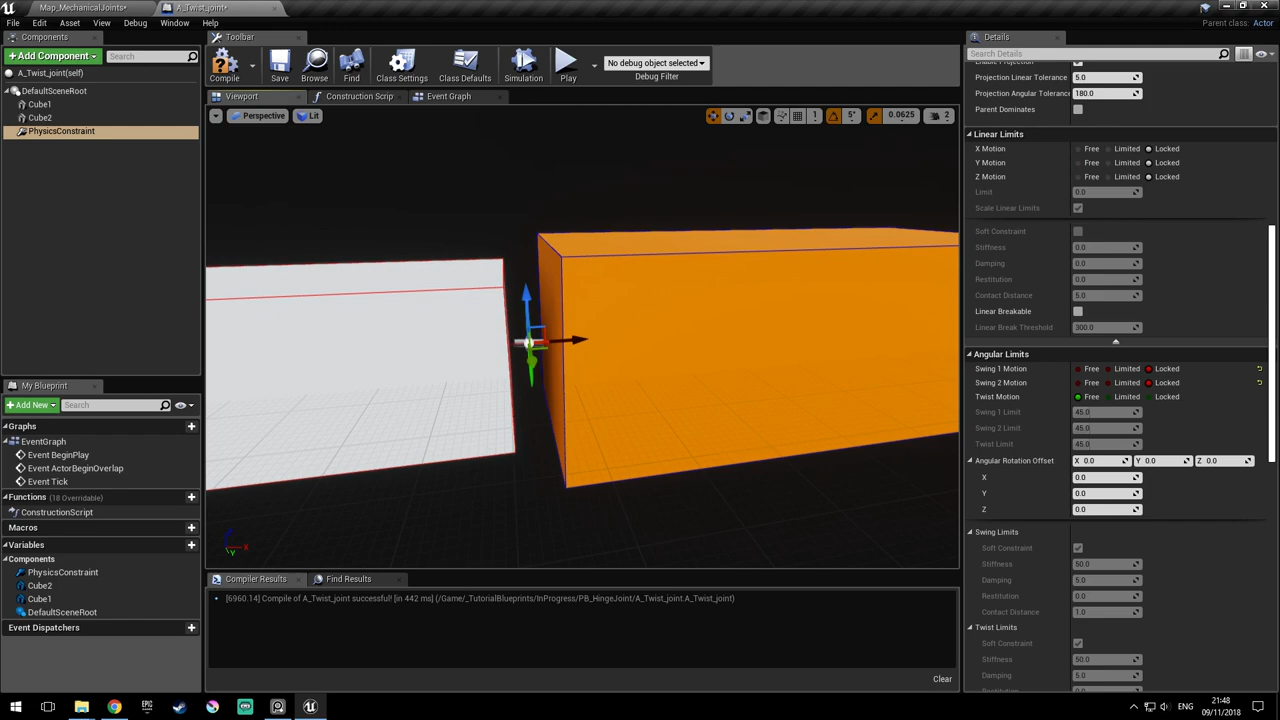 Map_MechanicalJoints*
A_Twist_joint*
File Edit Asset View Debug Window Help
Parent class: Actor
Components
+Add Component
Search
A_Twist_joint(self)
DefaultSceneRoot
Cube1
Cube2
PhysicsConstraint
Toolbar
Compile Save Browse Find Class Settings Class Defaults Simulation Play
No debug object selected
Debug Filter
Viewport Construction Scrip Event Graph
Perspective Lit
1 5° 0.0625 2
X
Y
My Blueprint
+Add New
Search
Graphs
EventGraph
Event BeginPlay
Event ActorBeginOverlap
Event Tick
Functions (18 Overridable)
ConstructionScript
Macros
Variables
Components
PhysicsConstraint
Cube2
Cube1
DefaultSceneRoot
Event Dispatchers
Compiler Results Find Results
[6960.14] Compile of A_Twist_joint successful! [in 442 ms] (/Game/_TutorialBlueprints/InProgress/PB_HingeJoint/A_Twist_joint.A_Twist_joint)
Clear
Details
Search Details
Projection Linear Tolerance 5.0
Projection Angular Tolerance 180.0
Parent Dominates
Linear Limits
X Motion Free Limited Locked
Y Motion Free Limited Locked
Z Motion Free Limited Locked
Limit 0.0
Scale Linear Limits
Soft Constraint
Stiffness 0.0
Damping 0.0
Restitution 0.0
Contact Distance 5.0
Linear Breakable
Linear Break Threshold 300.0
Angular Limits
Swing 1 Motion Free Limited Locked
Swing 2 Motion Free Limited Locked
Twist Motion Free Limited Locked
Swing 1 Limit 45.0
Swing 2 Limit 45.0
Twist Limit 45.0
Angular Rotation Offset X 0.0 Y 0.0 Z 0.0
X 0.0
Y 0.0
Z 0.0
Swing Limits
Soft Constraint
Stiffness 50.0
Damping 5.0
Restitution 0.0
Contact Distance 1.0
Twist Limits
Soft Constraint
Stiffness 50.0
Damping 5.0
EPIC
ENG
21:48
09/11/2018